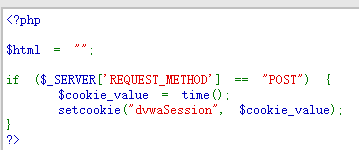 <?php
$html = "";
if ($_SERVER['REQUEST_METHOD'] == "POST") {
$cookie_value = time();
setcookie("dvwaSession", $cookie_value);
}
?>